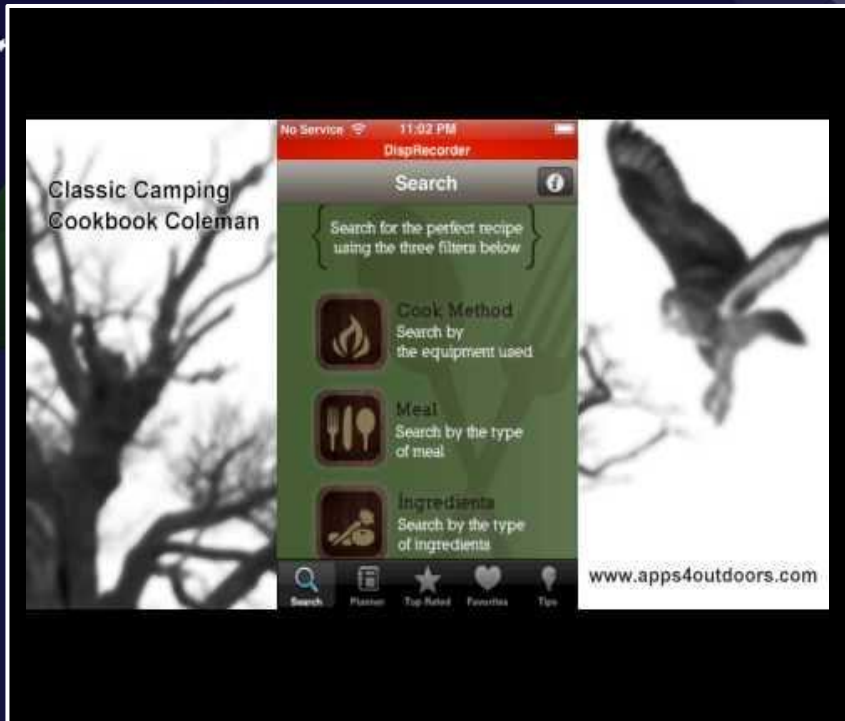 Classic Camping
Cookbook Coleman
No Service 11:02 PM
DispRecorder
Search
Search for the perfect recipe
using the three filters below
Cook Method
Search by
the equipment used
Meal
Search by the type
of meal
Ingredients
Search by the type
of ingredients
Search Planner Top Rated Favorites Tips
www.apps4outdoors.com